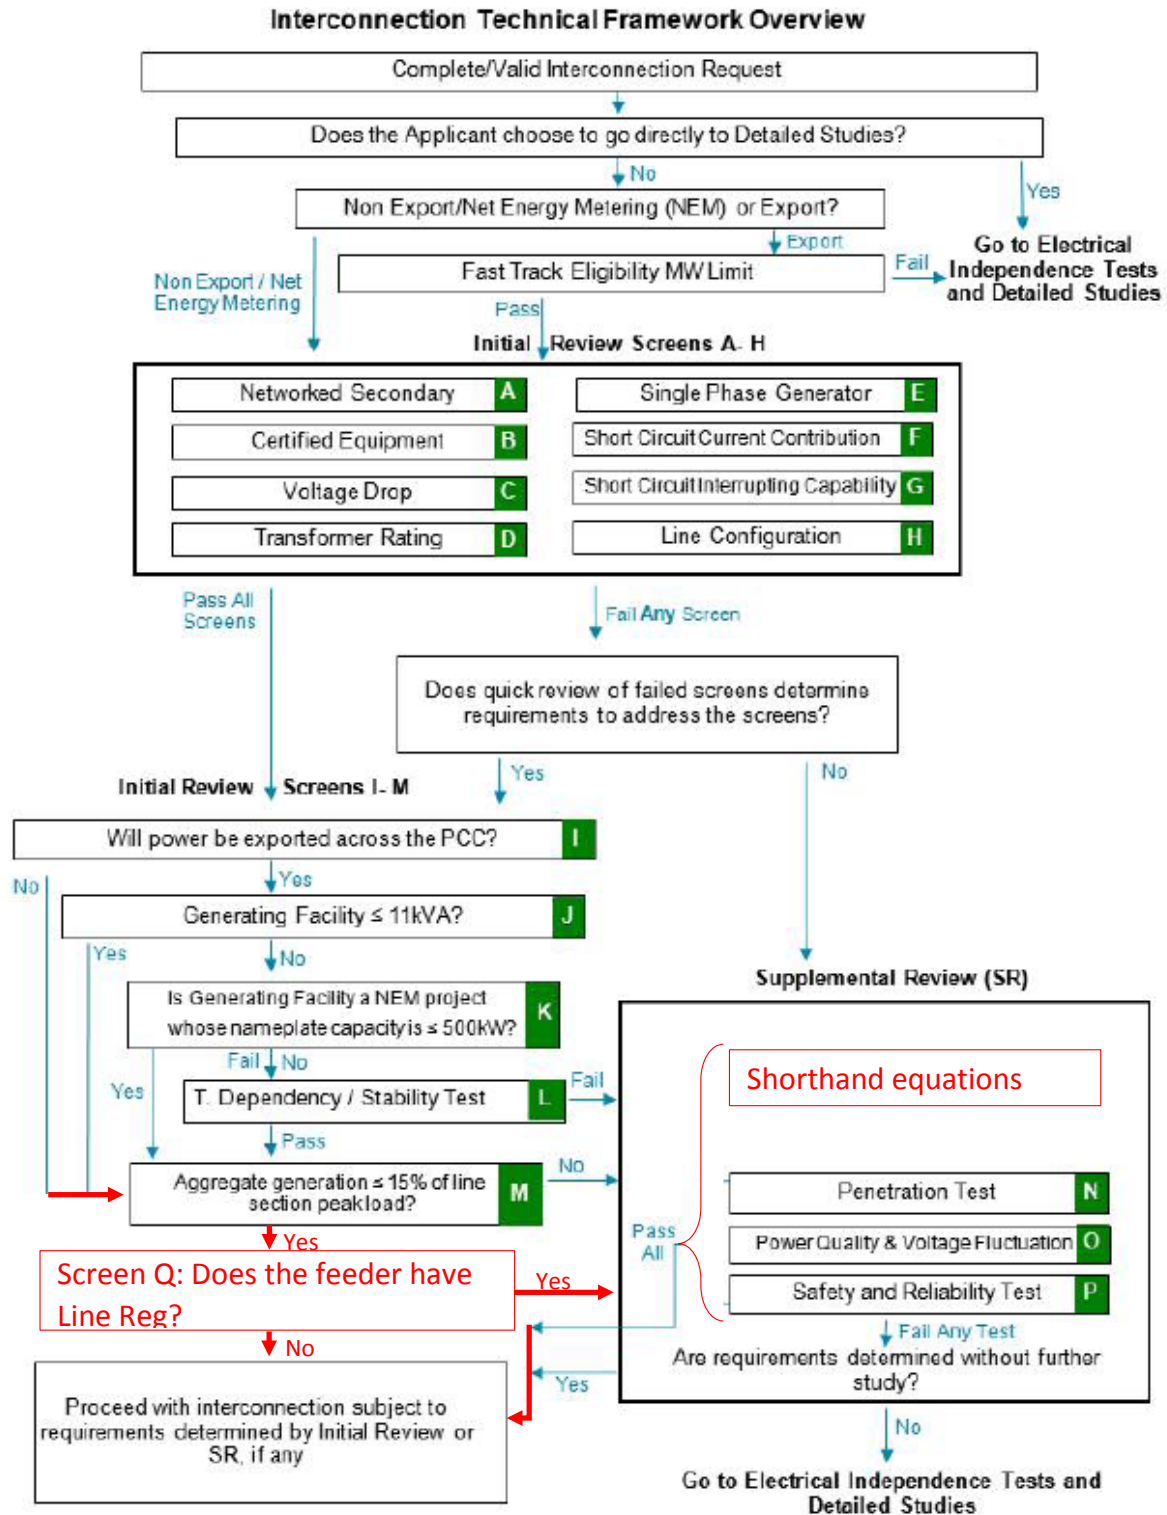 Interconnection Technical Framework Overview
Complete/Valid Interconnection Request
Does the Applicant choose to go directly to Detailed Studies?
No
Yes
Non Export/Net Energy Metering (NEM) or Export?
Export
Go to Electrical
Independence Tests
and Detailed Studies
Fast Track Eligibility MW Limit
Fail
Non Export / Net
Energy Metering
Pass
Initial Review Screens A- H
Networked Secondary A
Certified Equipment B
Voltage Drop C
Transformer Rating D
Single Phase Generator E
Short Circuit Current Contribution F
Short Circuit Interrupting Capability G
Line Configuration H
Pass All
Screens
Fail Any Screen
Does quick review of failed screens determine
requirements to address the screens?
Yes
No
Initial Review Screens I- M
Will power be exported across the PCC? I
No
Yes
Generating Facility ≤ 11kVA? J
Yes
No
Is Generating Facility a NEM project
whose nameplate capacity is ≤ 500kW? K
Fail No
Yes
T. Dependency / Stability Test L
Fail
Pass
Aggregate generation ≤ 15% of line
section peak load? M
No
Yes
Screen Q: Does the feeder have
Line Reg?
Yes
No
Proceed with interconnection subject to
requirements determined by Initial Review or
SR, if any
Supplemental Review (SR)
Shorthand equations
Penetration Test N
Power Quality & Voltage Fluctuation O
Safety and Reliability Test P
Pass
All
Fail Any Test
Are requirements determined without further
study?
Yes
No
Go to Electrical Independence Tests and
Detailed Studies